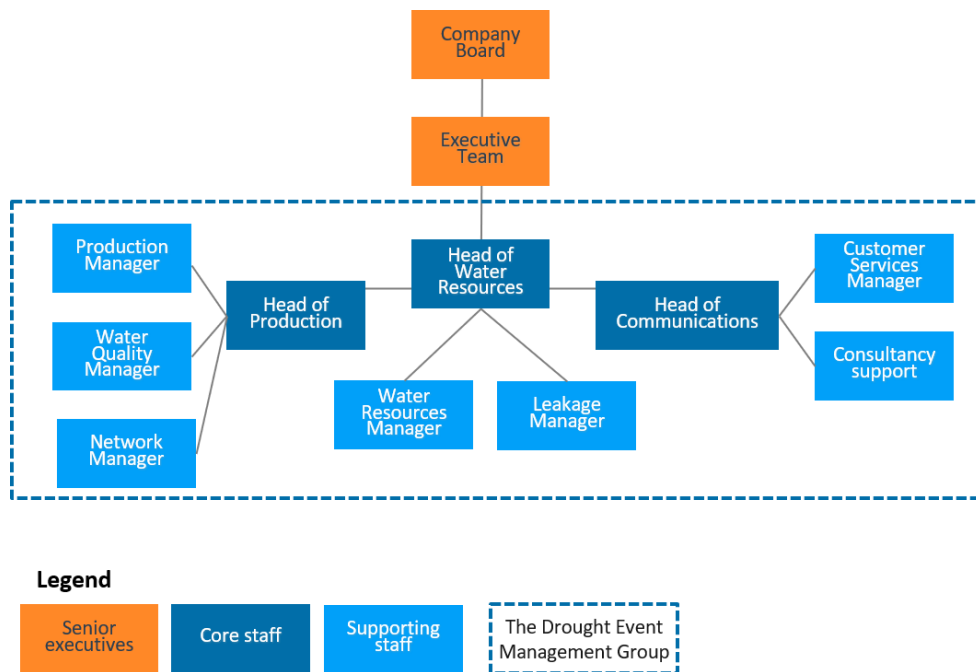 Company
Board
Executive
Team
Production
Manager
Head of
Water
Resources
Customer
Services
Manager
Head of
Production
Head of
Communications
Water
Quality
Manager
Consultancy
support
Water
Resources
Manager
Leakage
Manager
Network
Manager
Legend
Senior
executives
Core staff
Supporting
staff
The Drought Event
Management Group